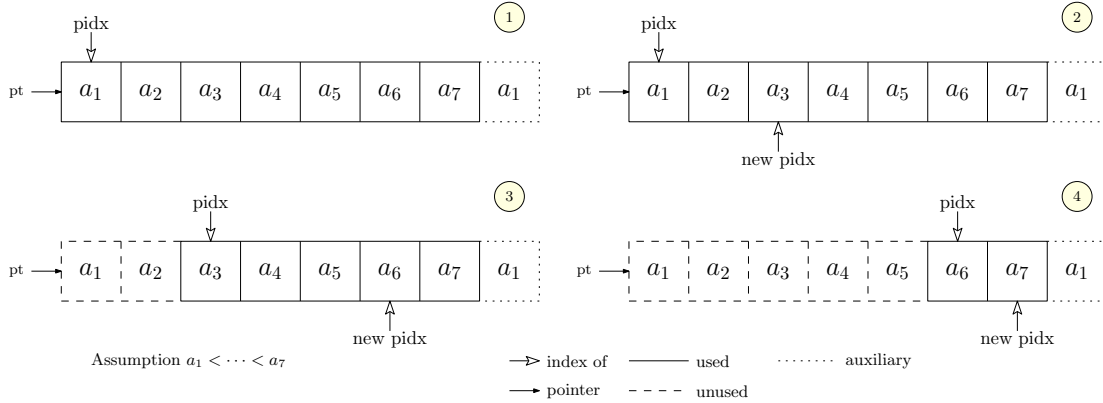 pidx
1
pt
a1 a2 a3 a4 a5 a6 a7 a1
pidx
2
pt
a1 a2 a3 a4 a5 a6 a7 a1
new pidx
pidx
3
pt
a1 a2 a3 a4 a5 a6 a7 a1
new pidx
pidx
4
pt
a1 a2 a3 a4 a5 a6 a7 a1
new pidx
Assumption a1 < ⋯ < a7
index of
used
auxiliary
pointer
unused